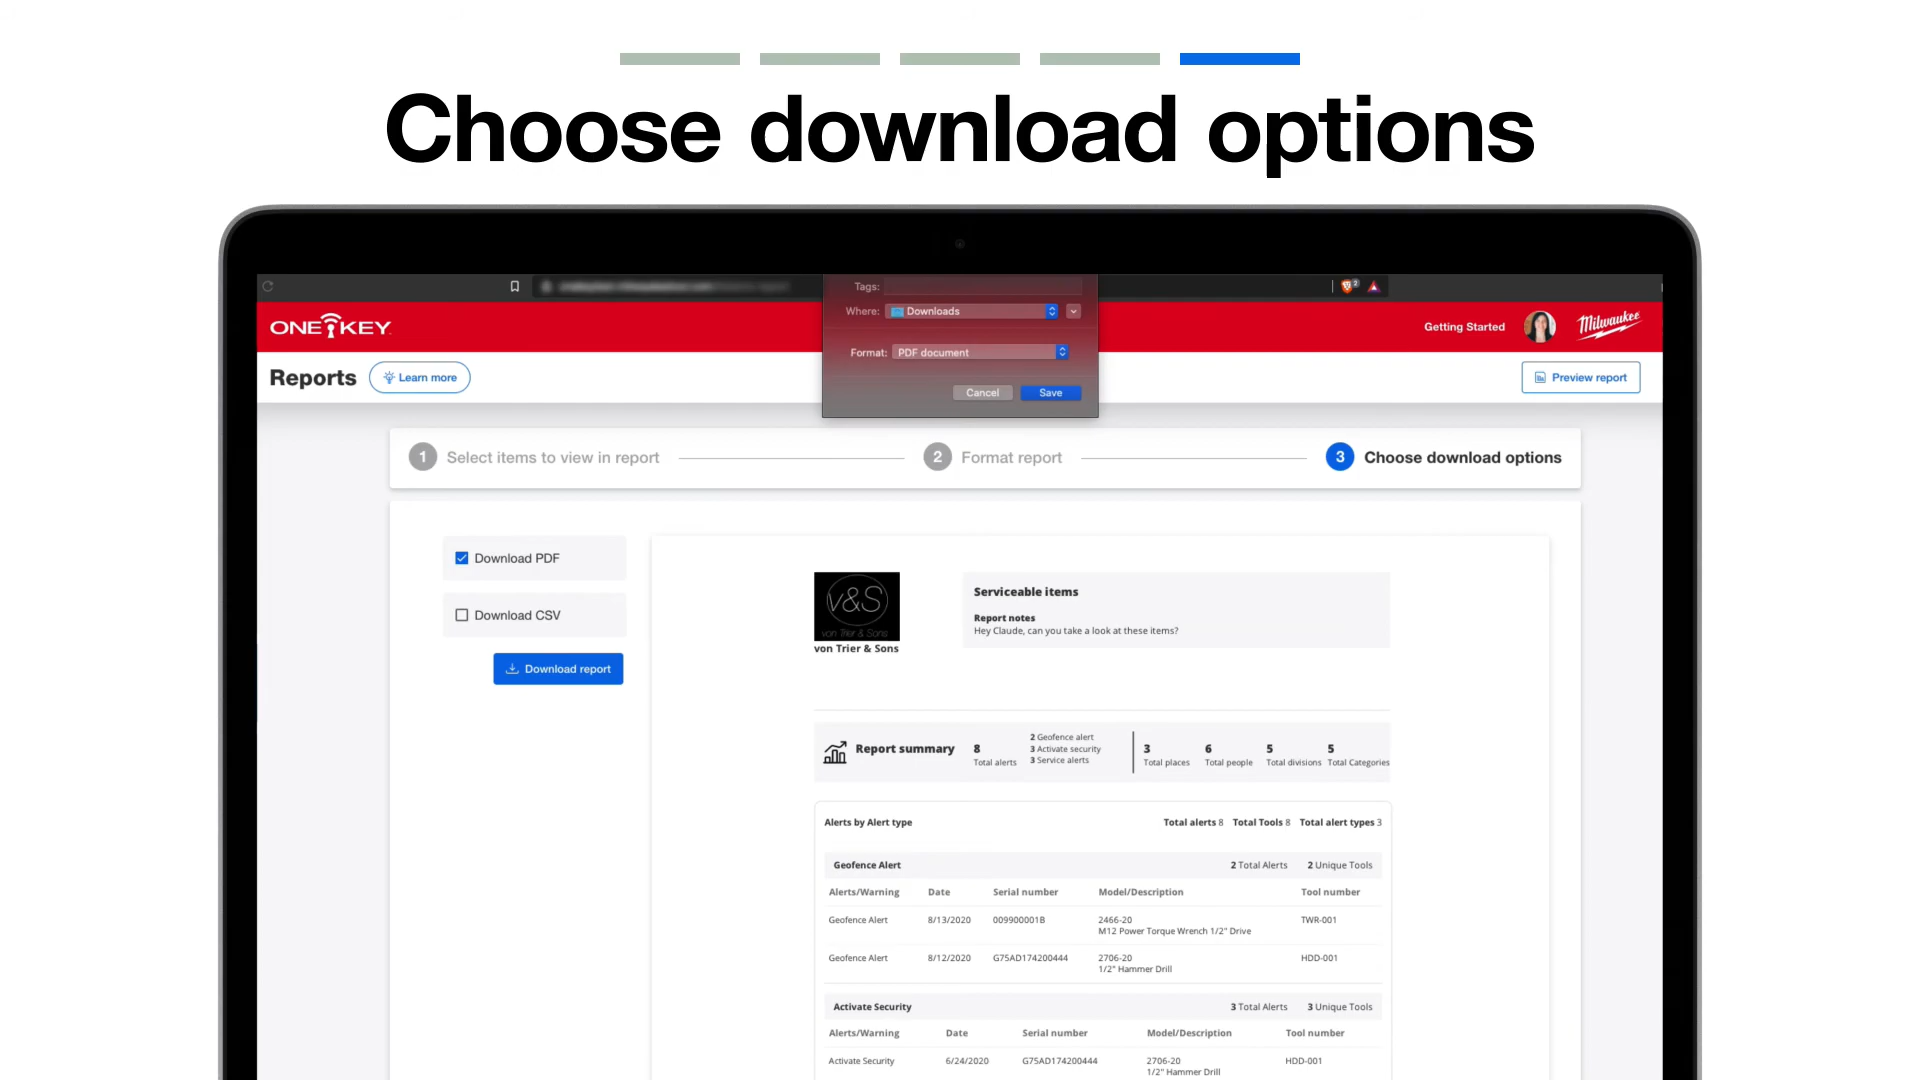 Choose download options
Tags:
Where: Downloads
Format: PDF document
Cancel Save
2
ONE KEY
Getting Started
Milwaukee
Reports
Learn more
Preview report
1 Select items to view in report
2 Format report
3 Choose download options
Download PDF
Download CSV
Download report
V&S
von Trier & Sons
von Trier & Sons
Serviceable items
Report notes
Hey Claude, can you take a look at these items?
Report summary
8
Total alerts
2 Geofence alert
3 Activate security
3 Service alerts
3
Total places
6
Total people
5
Total divisions
5
Total Categories
Alerts by Alert type
Total alerts 8 Total Tools 8 Total alert types 3
Geofence Alert 2 Total Alerts 2 Unique Tools
Alerts/Warning Date Serial number Model/Description Tool number
Geofence Alert 8/13/2020 009900001B 2466-20 TWR-001
M12 Power Torque Wrench 1/2" Drive
Geofence Alert 8/12/2020 G75AD174200444 2706-20 HDD-001
1/2" Hammer Drill
Activate Security 3 Total Alerts 3 Unique Tools
Alerts/Warning Date Serial number Model/Description Tool number
Activate Security 6/24/2020 G75AD174200444 2706-20 HDD-001
1/2" Hammer Drill